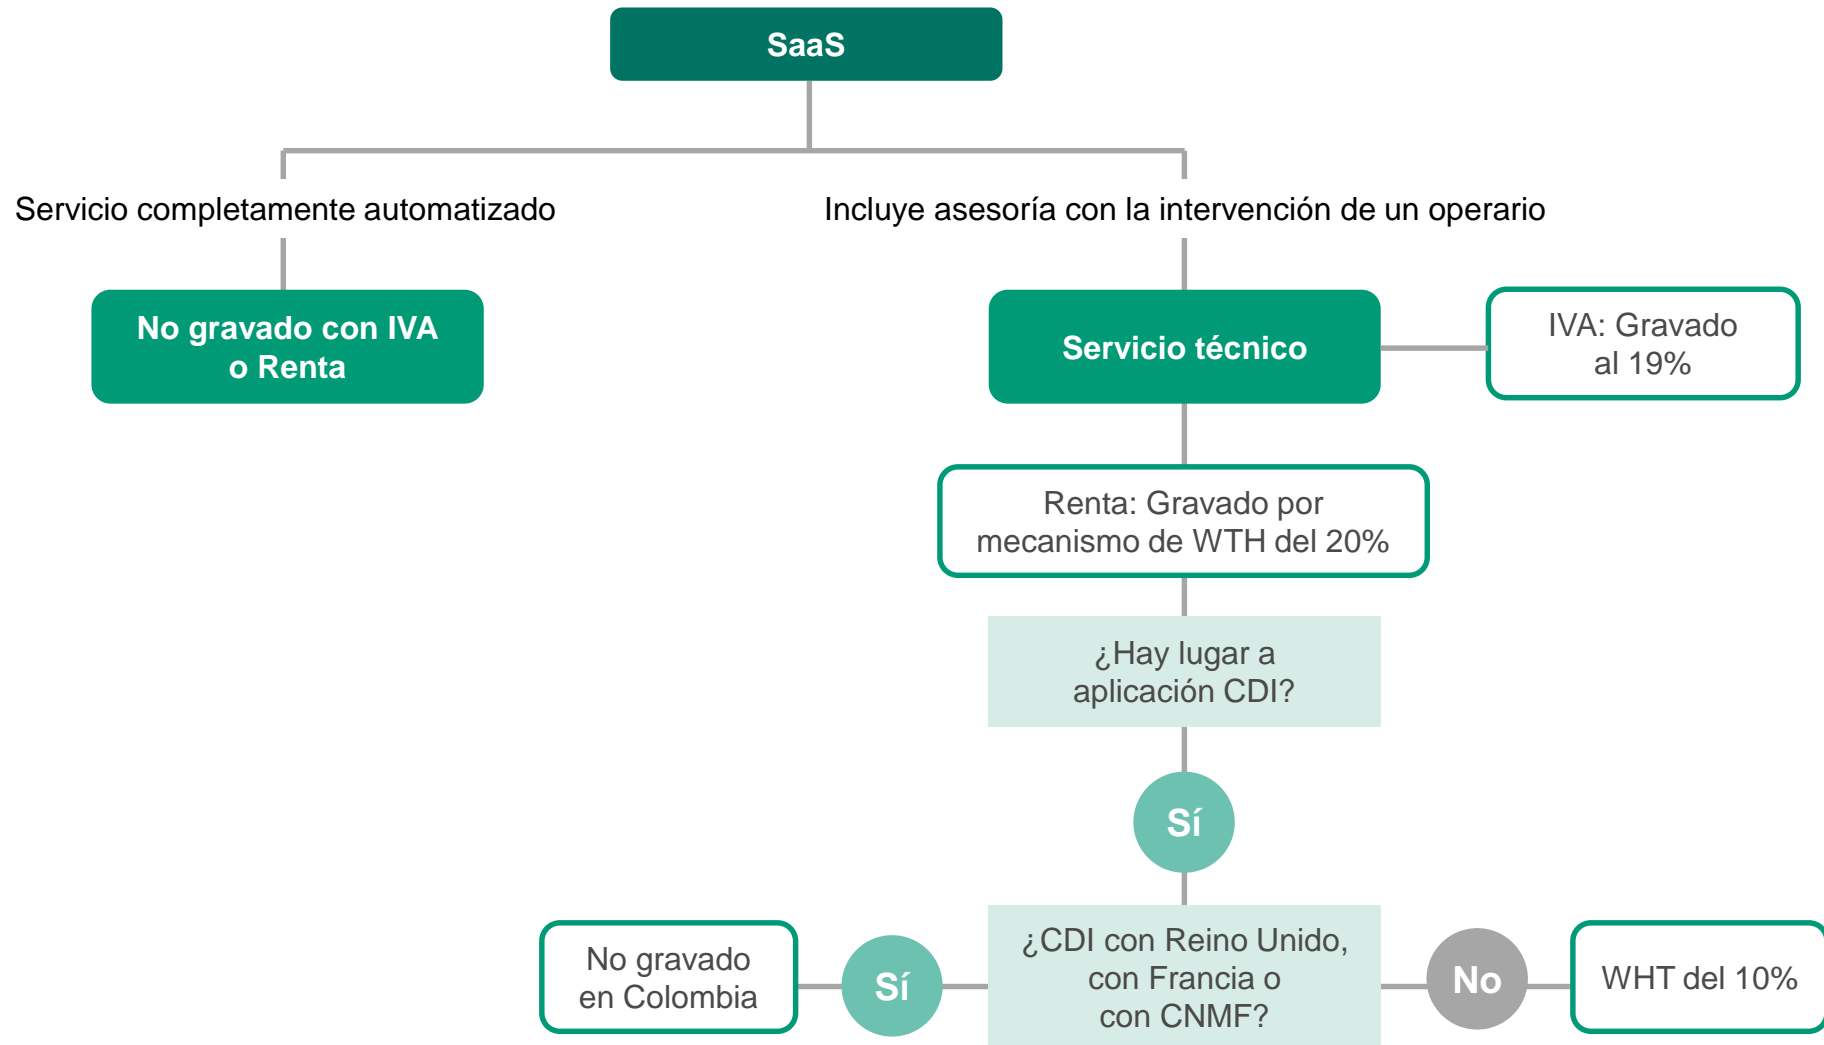 SaaS
Servicio completamente automatizado
Incluye asesoría con la intervención de un operario
No gravado con IVA
o Renta
Servicio técnico
IVA: Gravado
al 19%
Renta: Gravado por
mecanismo de WTH del 20%
¿Hay lugar a
aplicación CDI?
Sí
No gravado
en Colombia
Sí
¿CDI con Reino Unido,
con Francia o
con CNMF?
No
WHT del 10%